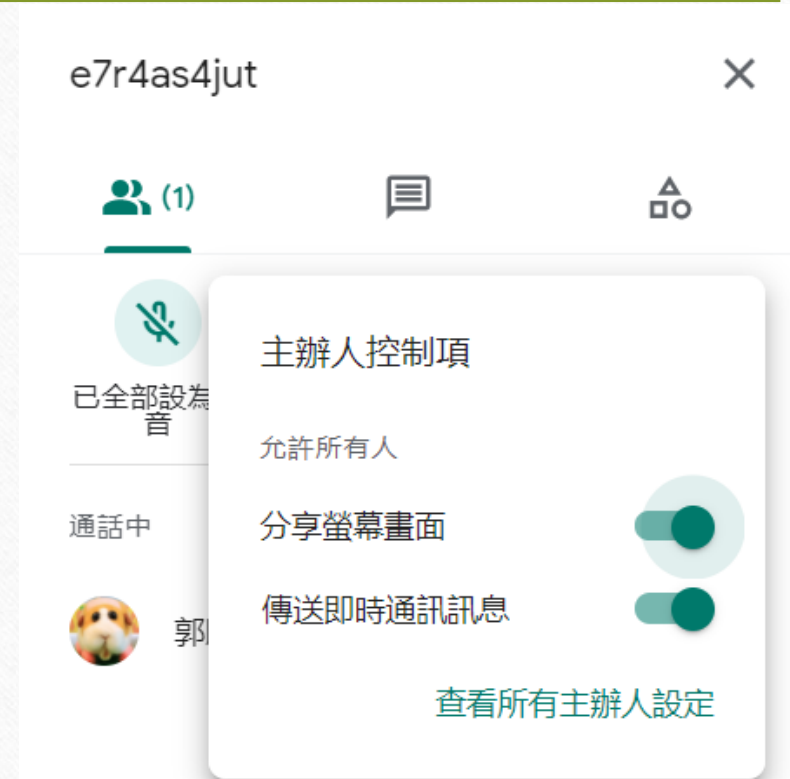 e7r4as4jut
(1)
主辦人控制項
已全部設為
音
允許所有人
通話中
分享螢幕畫面
傳送即時通訊訊息
郭
查看所有主辦人設定